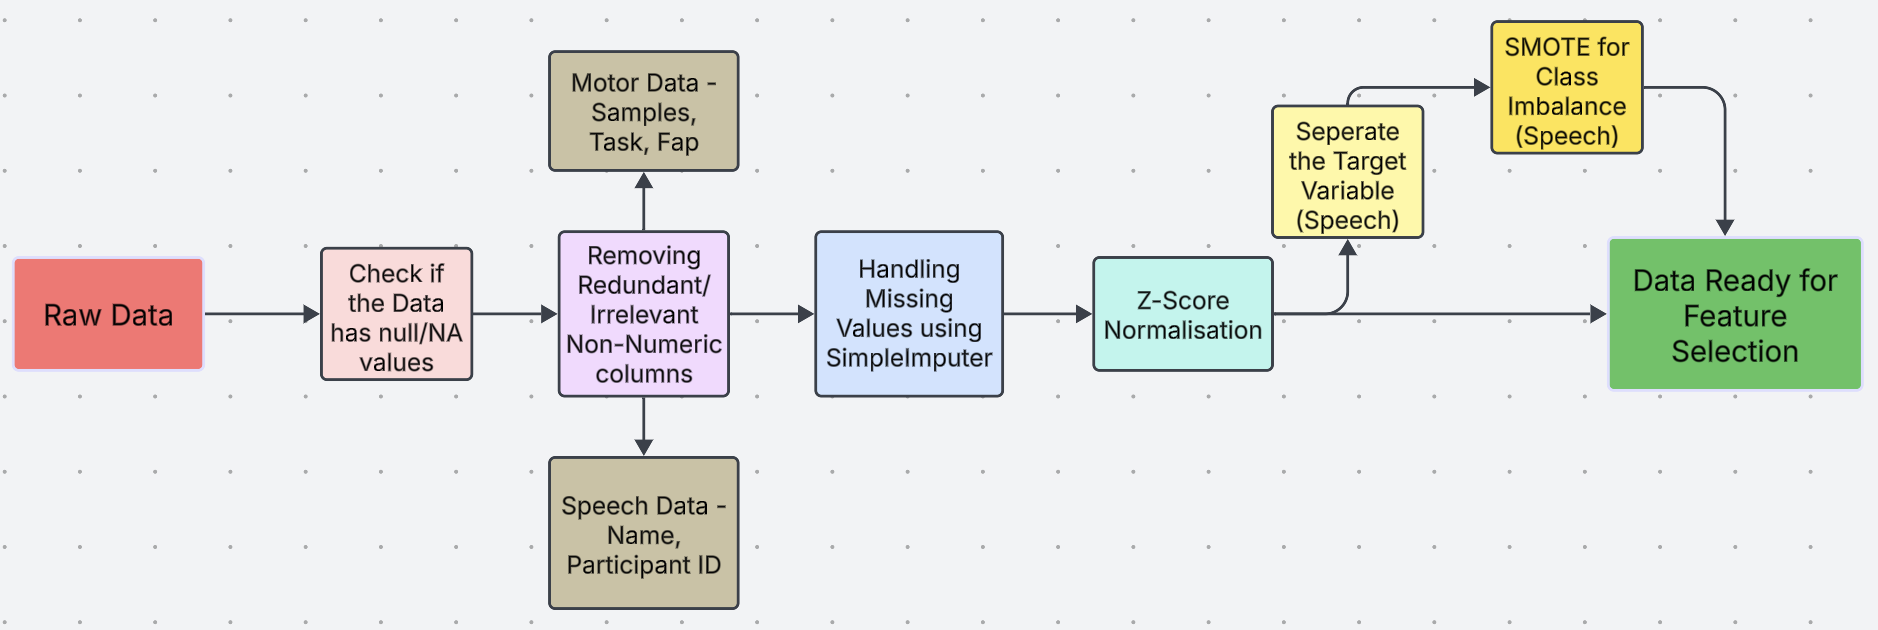 Raw Data
Check if
the Data
has null/NA
values
Motor Data -
Samples,
Task, Fap
Removing
Redundant/
Irrelevant
Non-Numeric
columns
Speech Data -
Name,
Participant ID
Handling
Missing
Values using
SimpleImputer
Z-Score
Normalisation
Seperate
the Target
Variable
(Speech)
SMOTE for
Class
Imbalance
(Speech)
Data Ready for
Feature
Selection